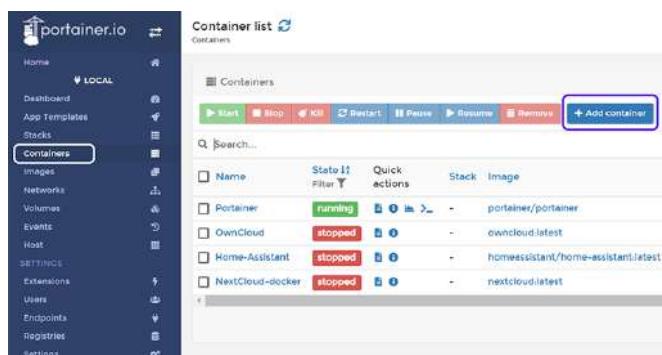 portainer.io
Container list
Containers
Home
LOCAL
Dashboard
App Templates
Stacks
Containers
Images
Networks
Volumes
Events
Host
SETTINGS
Extensions
Users
Endpoints
Registries
Settings
Containers
Start Stop Kill Restart Pause Resume Remove + Add container
Search...
Name State Filter Quick actions Stack Image
Portainer running - portainer/portainer
OwnCloud stopped - owncloud:latest
Home-Assistant stopped - homeassistant/home-assistant:latest
NextCloud-docker stopped - nextcloud:latest